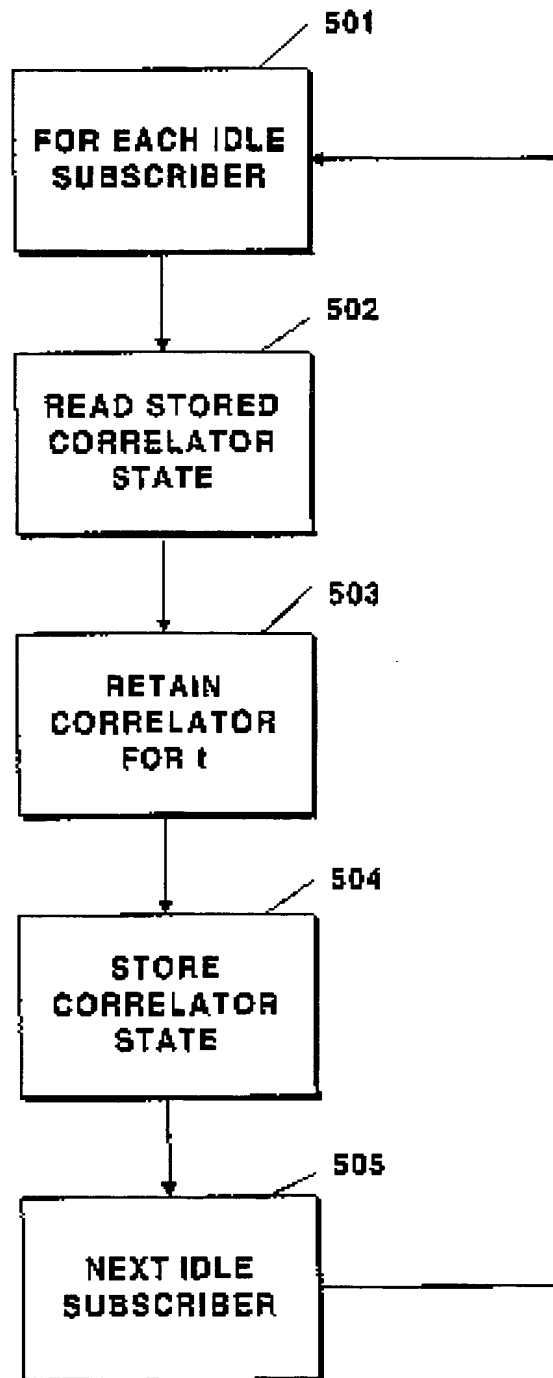 501
FOR EACH IDLE
SUBSCRIBER
502
READ STORED
CORRELATOR
STATE
503
RETAIN
CORRELATOR
FOR t
504
STORE
CORRELATOR
STATE
505
NEXT IDLE
SUBSCRIBER